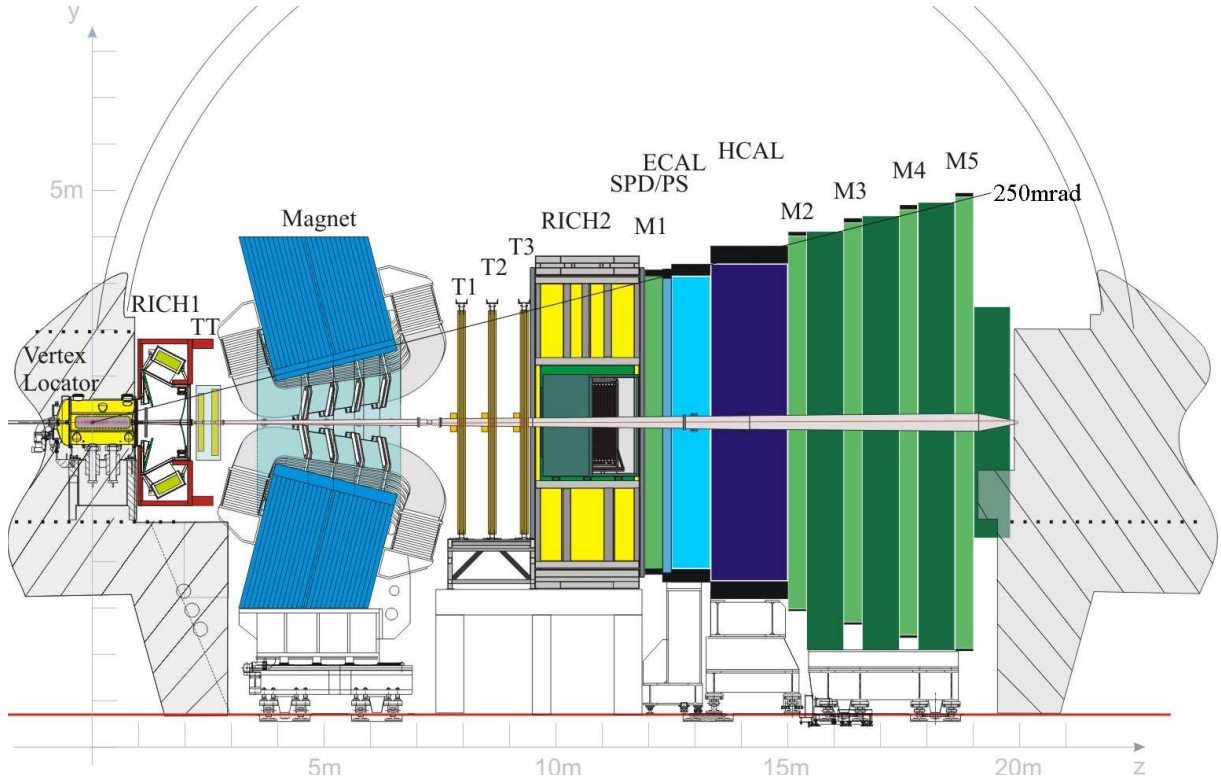 y
5m
Magnet
RICH1
TT
Vertex
Locator
T1
T2
T3
RICH2
SPD/PS
M1
ECAL
HCAL
M2
M3
M4
M5
250mrad
5m
10m
15m
20m
z